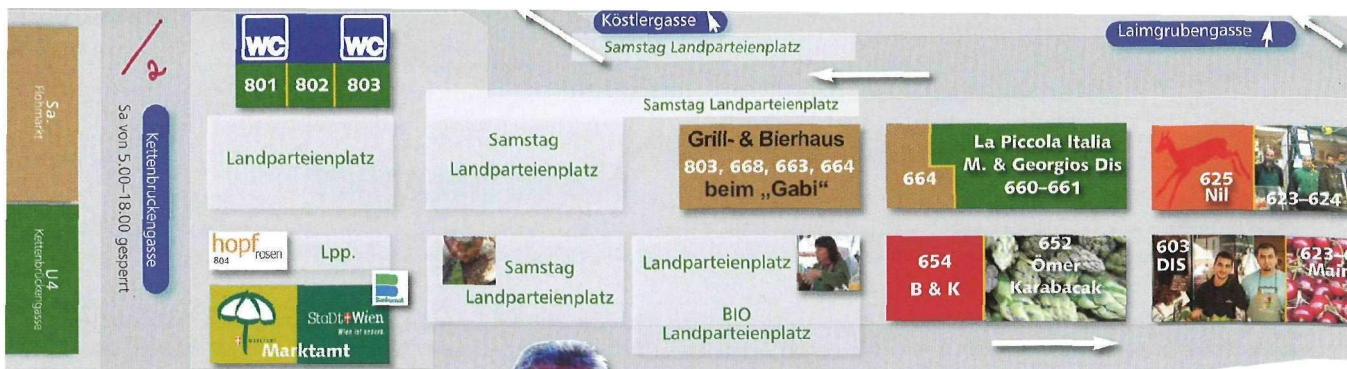 Sa.
Flohmarkt
U4
Kettenbrückengasse
/2
Sa von 5.00–18.00 gesperrt
Kettenbrückengasse
WC
WC
801
802
803
Köstlergasse
Samstag Landparteienplatz
Laimgrubengasse
Samstag Landparteienplatz
Landparteienplatz
Samstag
Landparteienplatz
Grill- & Bierhaus
803, 668, 663, 664
beim „Gabi“
664
La Piccola Italia
M. & Georgios Dis
660–661
625
Nil
623–624
hopf
rosen
804
Lpp.
Bankomat
StaDt Wien
Wien ist anders.
MARKTAMT
Marktamt
Samstag
Landparteienplatz
Landparteienplatz
BIO
Landparteienplatz
654
B & K
652
Ömer
Karabacak
603
DIS